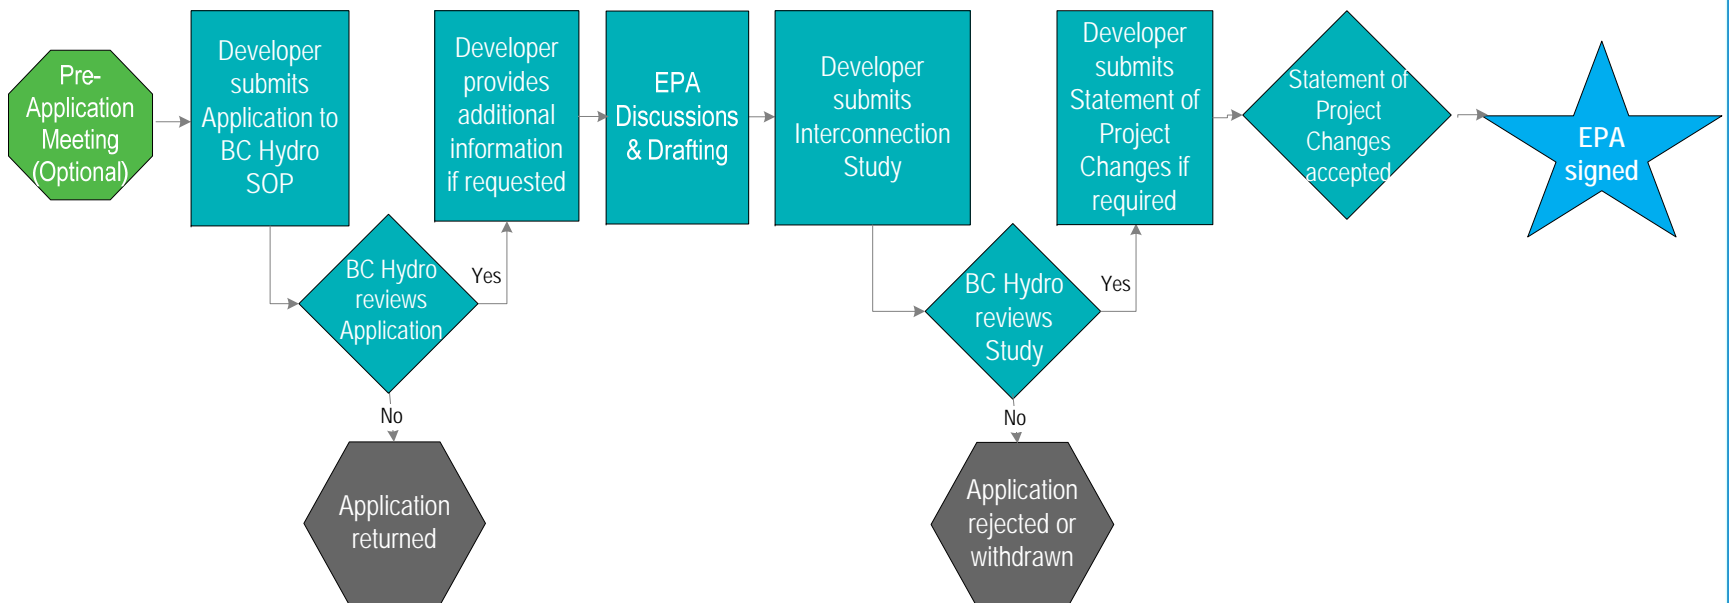 Pre-
Application
Meeting
(Optional)
Developer
submits
Application to
BC Hydro
SOP
BC Hydro
reviews
Application
Yes
No
Application
returned
Developer
provides
additional
information
if requested
EPA
Discussions
& Drafting
Developer
submits
Interconnection
Study
BC Hydro
reviews
Study
Yes
No
Application
rejected or
withdrawn
Developer
submits
Statement of
Project
Changes if
required
Statement of
Project
Changes
accepted
EPA
signed